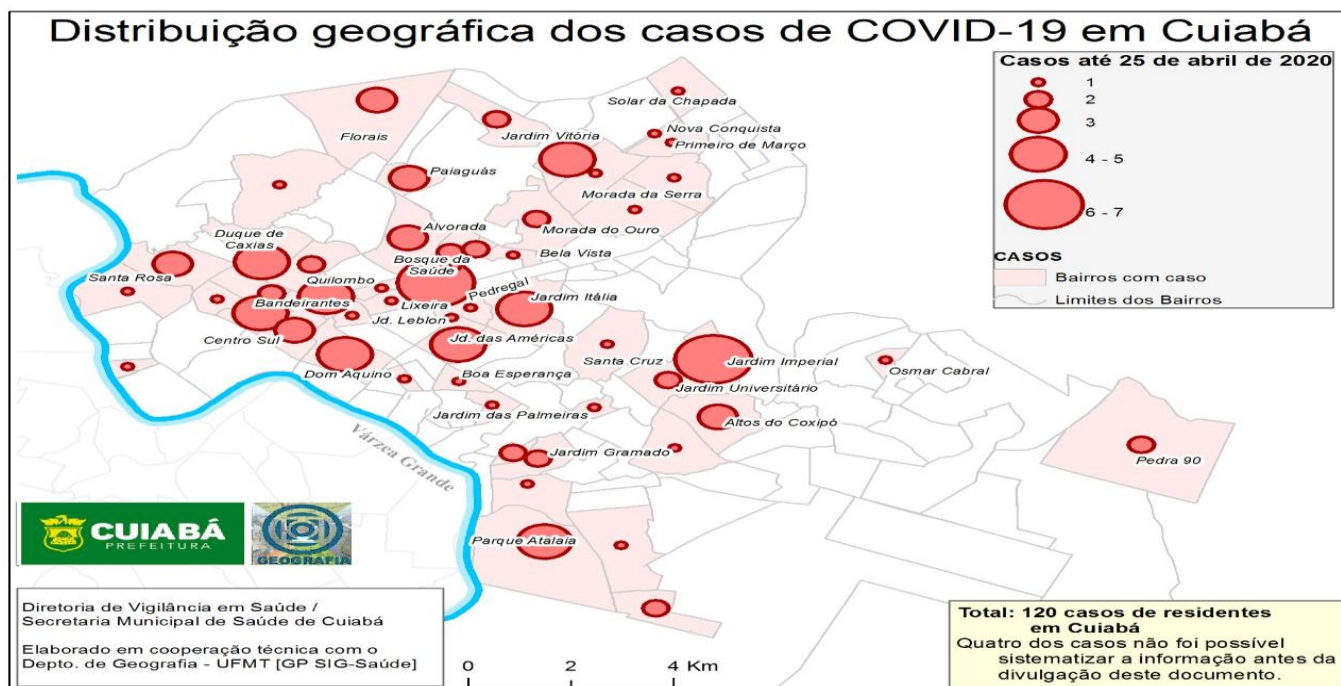 Distribuição geográfica dos casos de COVID-19 em Cuiabá
Casos até 25 de abril de 2020
1
2
3
4 - 5
6 - 7
CASOS
Bairros com caso
Limites dos Bairros
Solar da Chapada
Florais
Jardim Vitória
Nova Conquista
Primeiro de Março
Paiaguás
Morada da Serra
Duque de
Caxias
Alvorada
Morada do Ouro
Bosque da
Saúde
Bela Vista
Santa Rosa
Quilombo
Pedregal
Bandeirantes
Lixeira
Jardim Itália
Jd. Leblon
Centro Sul
Jd. das Américas
Santa Cruz
Jardim Imperial
Osmar Cabral
Dom Aquino
Boa Esperança
Jardim Universitário
Jardim das Palmeiras
Altos do Coxipó
Várzea Grande
Jardim Gramado
Pedra 90
Parque Atalaia
CUIABÁ
PREFEITURA
GEOGRAFIA
Diretoria de Vigilância em Saúde /
Secretaria Municipal de Saúde de Cuiabá
Elaborado em cooperação técnica com o
Depto. de Geografia - UFMT [GP SIG-Saúde]
0 2 4 Km
Total: 120 casos de residentes
em Cuiabá
Quatro dos casos não foi possível
sistematizar a informação antes da
divulgação deste documento.